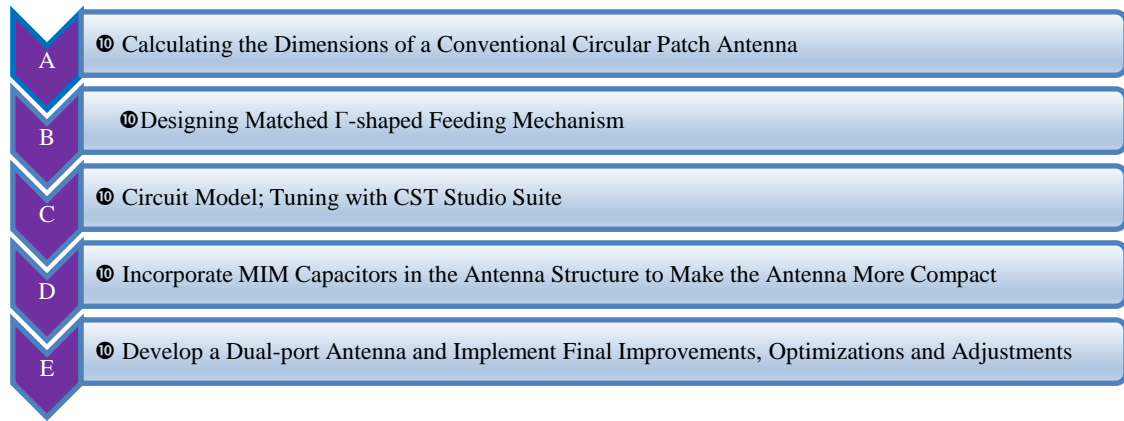 A
❿ Calculating the Dimensions of a Conventional Circular Patch Antenna
B
❿Designing Matched Γ-shaped Feeding Mechanism
C
❿ Circuit Model; Tuning with CST Studio Suite
D
❿ Incorporate MIM Capacitors in the Antenna Structure to Make the Antenna More Compact
E
❿ Develop a Dual-port Antenna and Implement Final Improvements, Optimizations and Adjustments